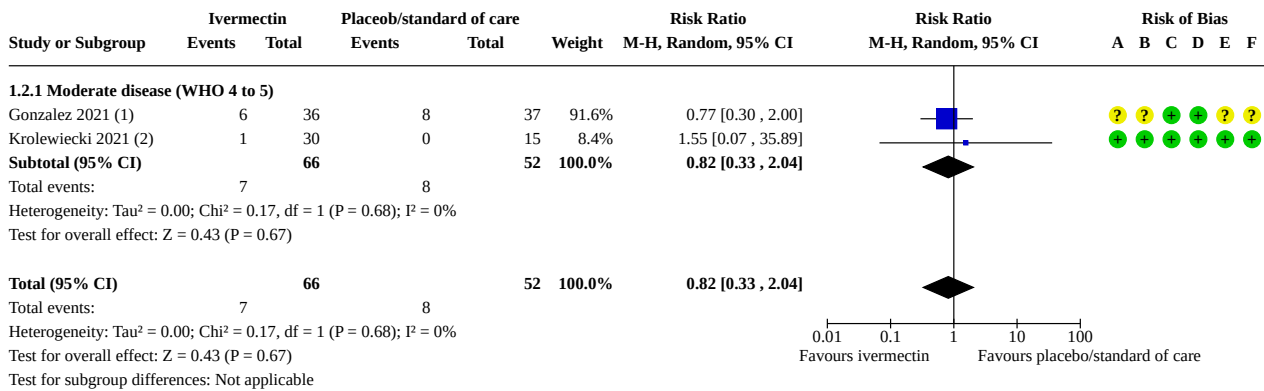 Ivermectin Placeob/standard of care Risk Ratio Risk Ratio Risk of Bias
Study or Subgroup Events Total Events Total Weight M-H, Random, 95% CI M-H, Random, 95% CI A B C D E F
1.2.1 Moderate disease (WHO 4 to 5)
Gonzalez 2021 (1) 6 36 8 37 91.6% 0.77 [0.30 , 2.00] ? ? + + ? ?
Krolewiecki 2021 (2) 1 30 0 15 8.4% 1.55 [0.07 , 35.89] + + + + + +
Subtotal (95% CI) 66 52 100.0% 0.82 [0.33 , 2.04]
Total events: 7 8
Heterogeneity: Tau² = 0.00; Chi² = 0.17, df = 1 (P = 0.68); I² = 0%
Test for overall effect: Z = 0.43 (P = 0.67)
Total (95% CI) 66 52 100.0% 0.82 [0.33 , 2.04]
Total events: 7 8
Heterogeneity: Tau² = 0.00; Chi² = 0.17, df = 1 (P = 0.68); I² = 0%
0.01 0.1 1 10 100
Test for overall effect: Z = 0.43 (P = 0.67) Favours ivermectin Favours placebo/standard of care
Test for subgroup differences: Not applicable